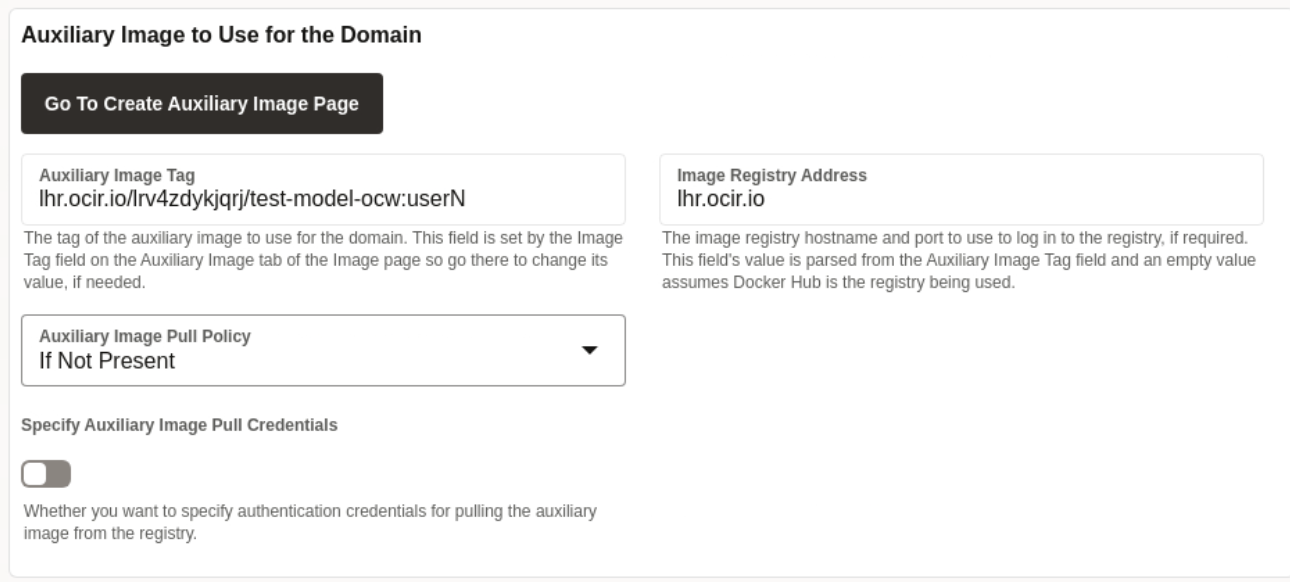 Auxiliary Image to Use for the Domain
Go To Create Auxiliary Image Page
Auxiliary Image Tag
lhr.ocir.io/lrv4zdykjqrj/test-model-ocw:userN
The tag of the auxiliary image to use for the domain. This field is set by the Image
Tag field on the Auxiliary Image tab of the Image page so go there to change its
value, if needed.
Image Registry Address
lhr.ocir.io
The image registry hostname and port to use to log in to the registry, if required.
This field's value is parsed from the Auxiliary Image Tag field and an empty value
assumes Docker Hub is the registry being used.
Auxiliary Image Pull Policy
If Not Present
Specify Auxiliary Image Pull Credentials
Whether you want to specify authentication credentials for pulling the auxiliary
image from the registry.